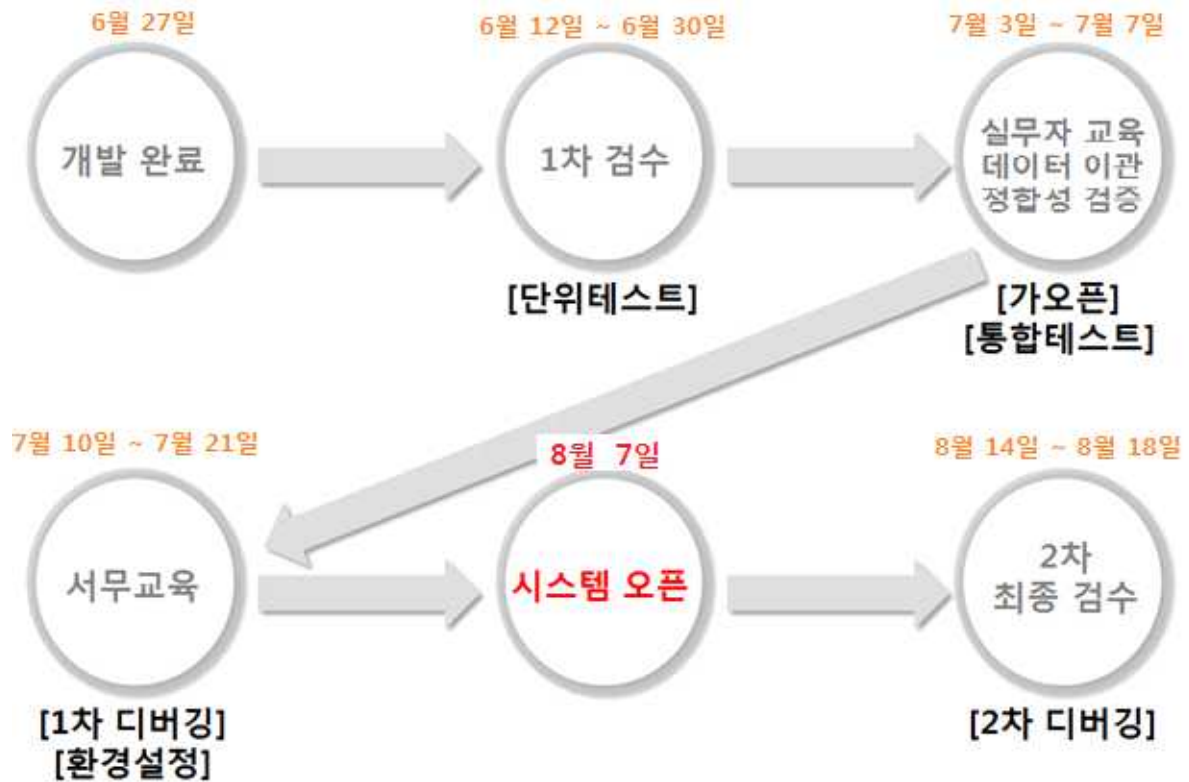 6월 27일
개발 완료
6월 12일 ~ 6월 30일
1차 검수
[단위테스트]
7월 3일 ~ 7월 7일
실무자 교육
데이터 이관
정합성 검증
[가오픈]
[통합테스트]
7월 10일 ~ 7월 21일
서무교육
[1차 디버깅]
[환경설정]
8월 7일
시스템 오픈
8월 14일 ~ 8월 18일
2차
최종 검수
[2차 디버깅]